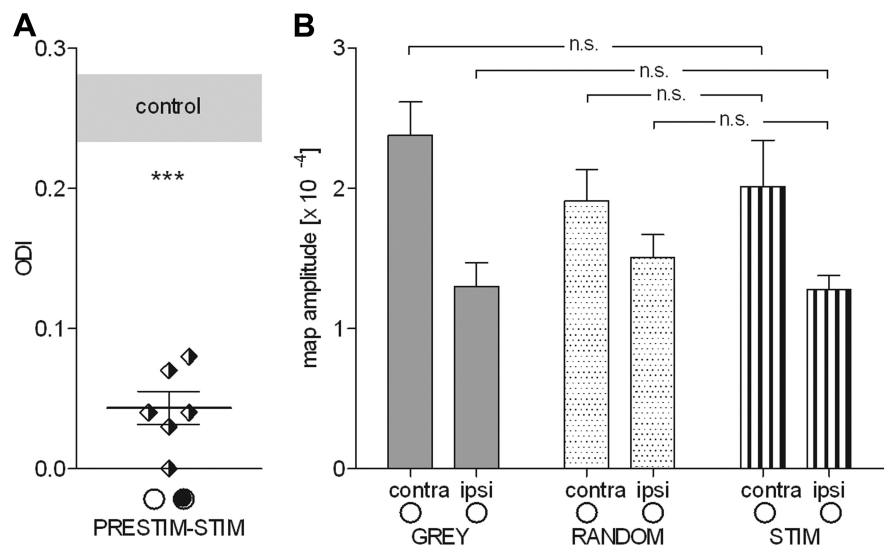 A
0.3
0.2
0.1
0.0
ODI
control
***
PRESTIM-STIM
B
3
2
1
0
map amplitude [x 10 -4]
n.s.
n.s.
n.s.
n.s.
contra ipsi contra ipsi contra ipsi
GREY RANDOM STIM